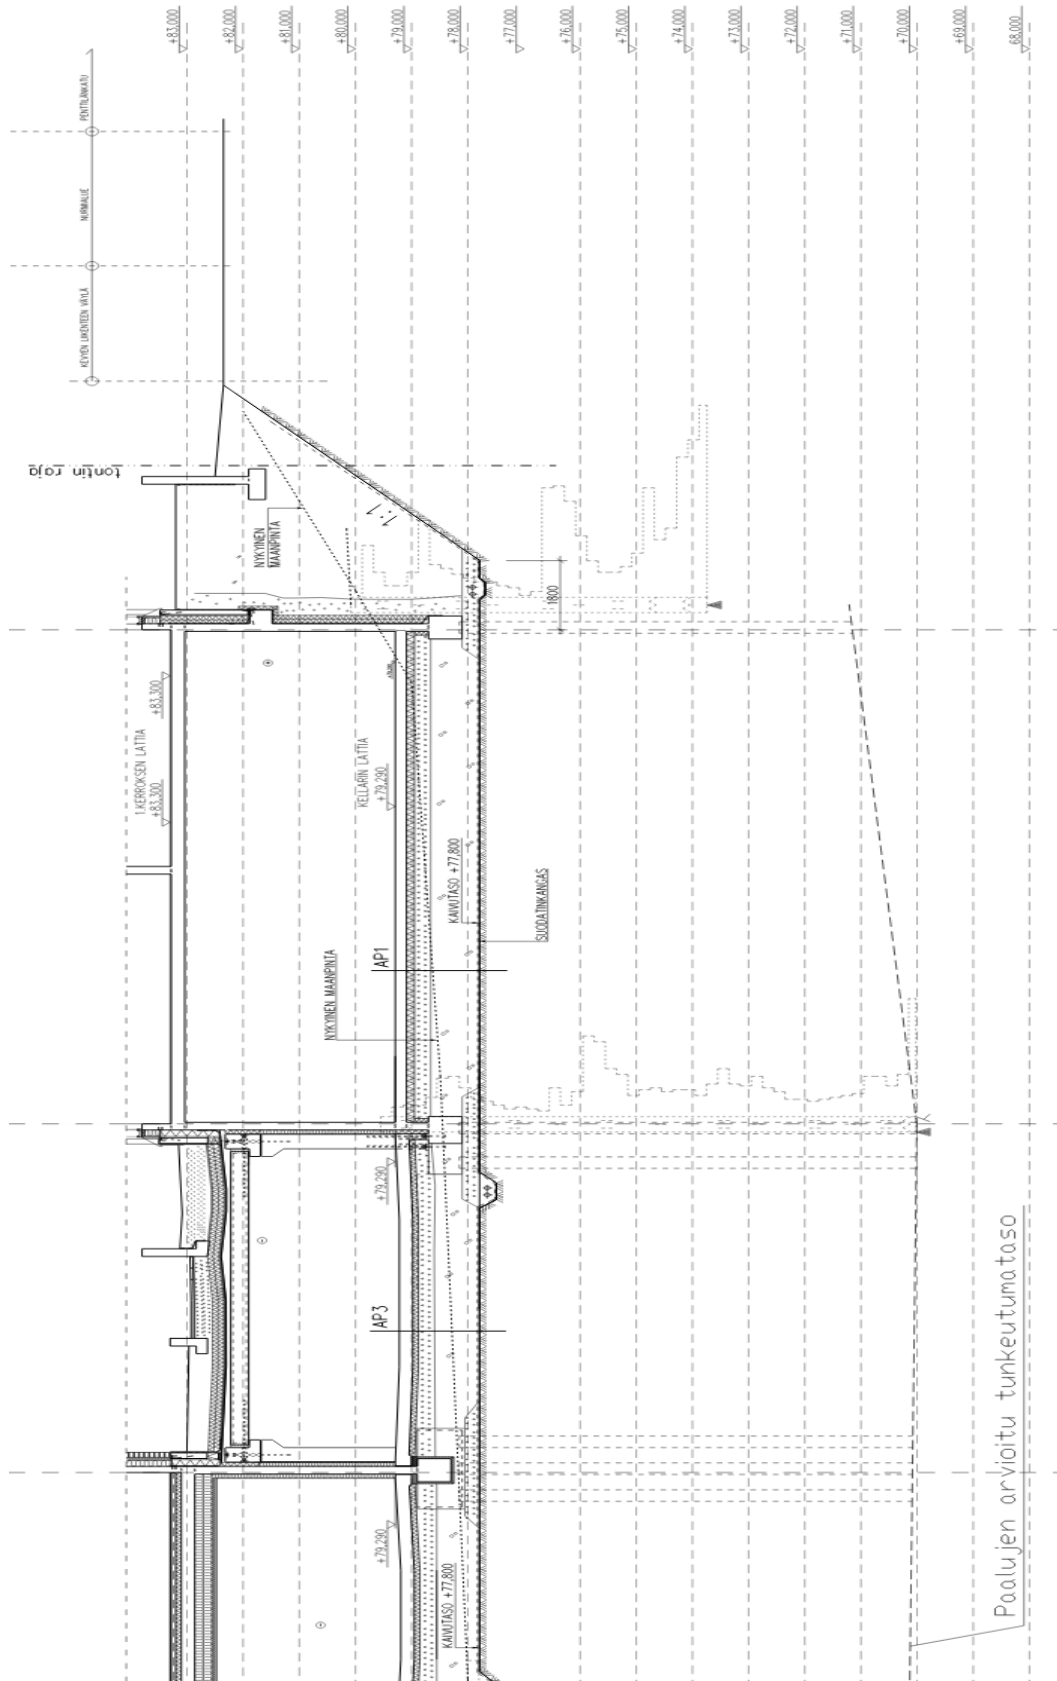 +83,000
+82,000
+81,000
+80,000
+79,000
+78,000
+77,000
+76,000
+75,000
+74,000
+73,000
+72,000
+71,000
+70,000
+69,000
68,000
PENTTILÄNKATU
NURMIALUE
KEVYEN LIIKENTEEN VÄYLÄ
tontin raja
NYKYINEN
MAANPINTA
1:1
1800
+83,300
1.KERROKSEN LATTIA
+83,300
KELLARIN LATTIA
+79,290
KAIVUTASO +77,800
SUODATINKANGAS
AP1
NYKYINEN MAANPINTA
+79,290
AP3
+79,290
KAIVUTASO +77,800
Paalujen arvioitu tunkeutumataso